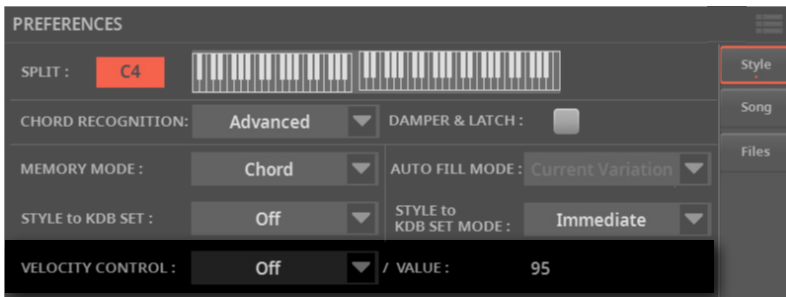 PREFERENCES
SPLIT : C4
Style
Song
CHORD RECOGNITION: Advanced DAMPER & LATCH :
Files
MEMORY MODE : Chord AUTO FILL MODE : Current Variation
STYLE to KDB SET : Off STYLE to
KDB SET MODE : Immediate
VELOCITY CONTROL : Off / VALUE : 95